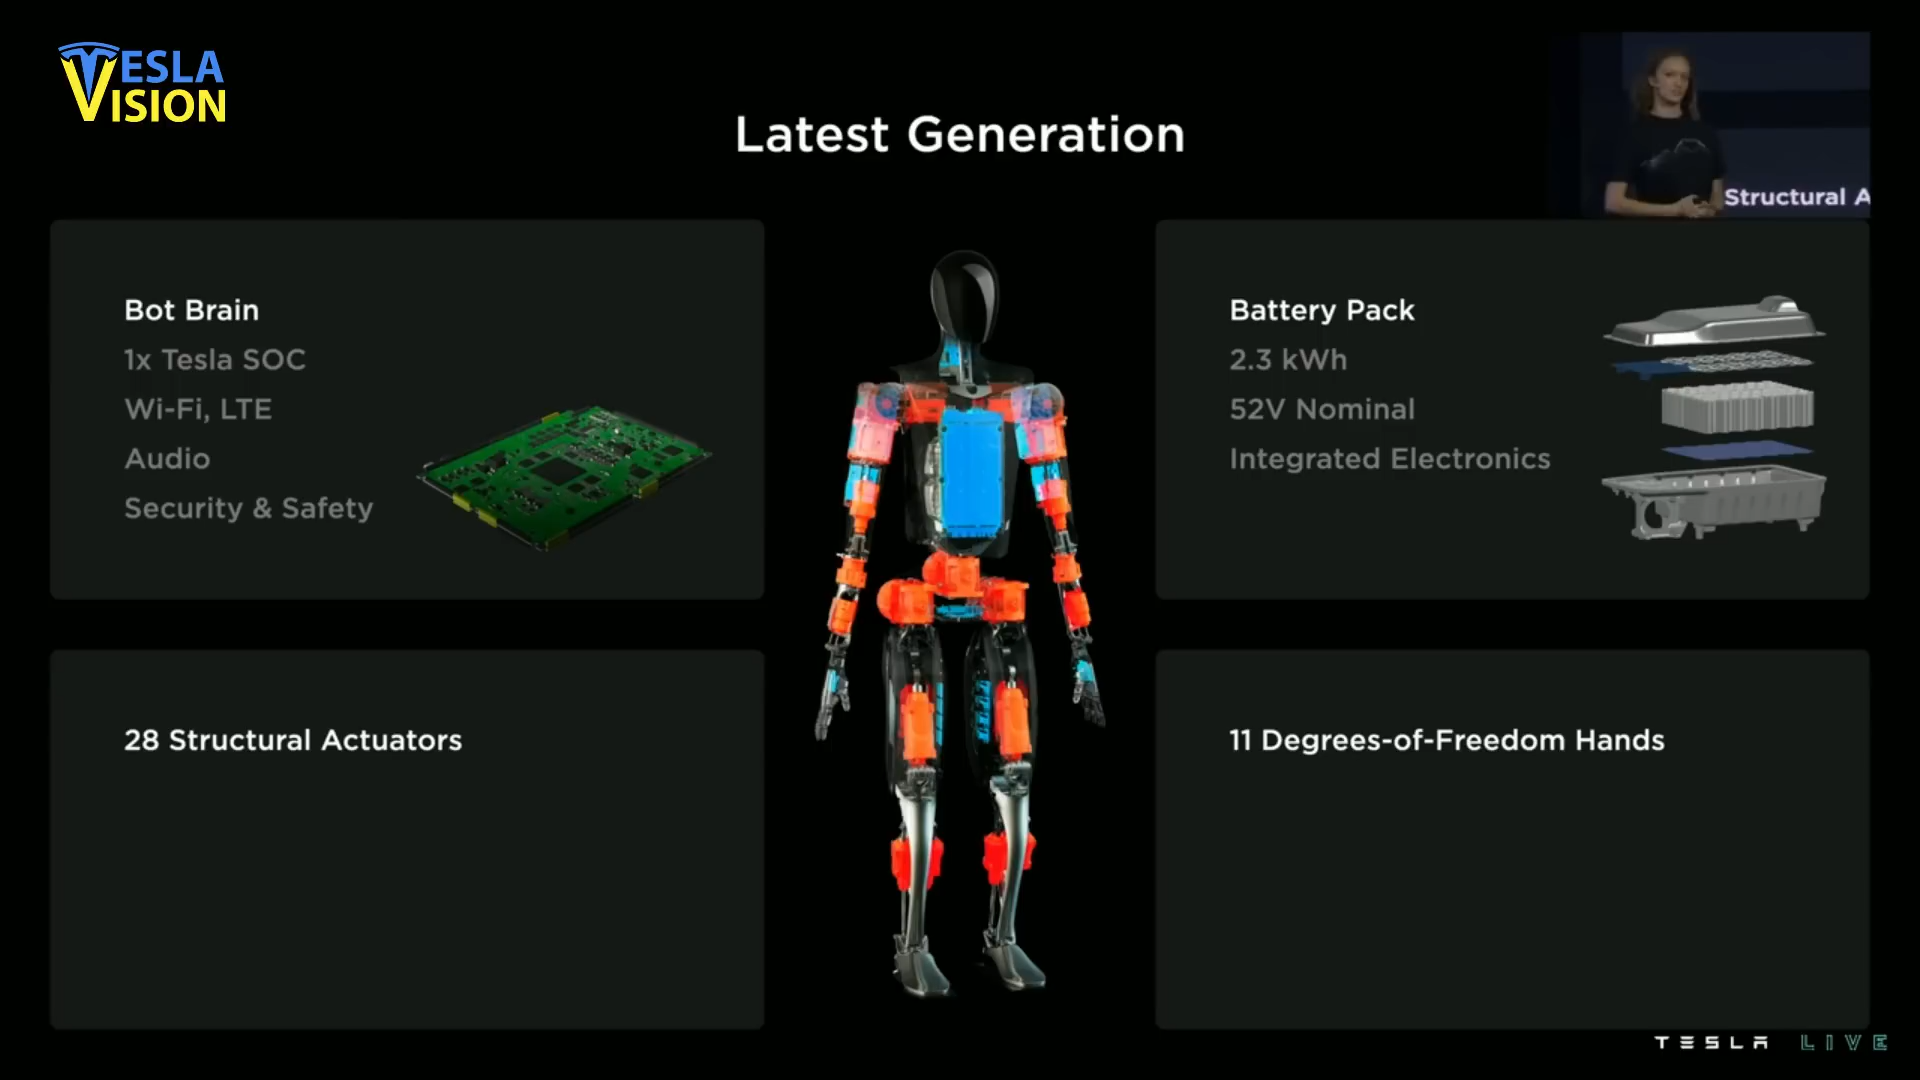 TESLA
VISION
Latest Generation
Structural A
Bot Brain
1x Tesla SOC
Wi-Fi, LTE
Audio
Security & Safety
Battery Pack
2.3 kWh
52V Nominal
Integrated Electronics
28 Structural Actuators
11 Degrees-of-Freedom Hands
TESLA LIVE